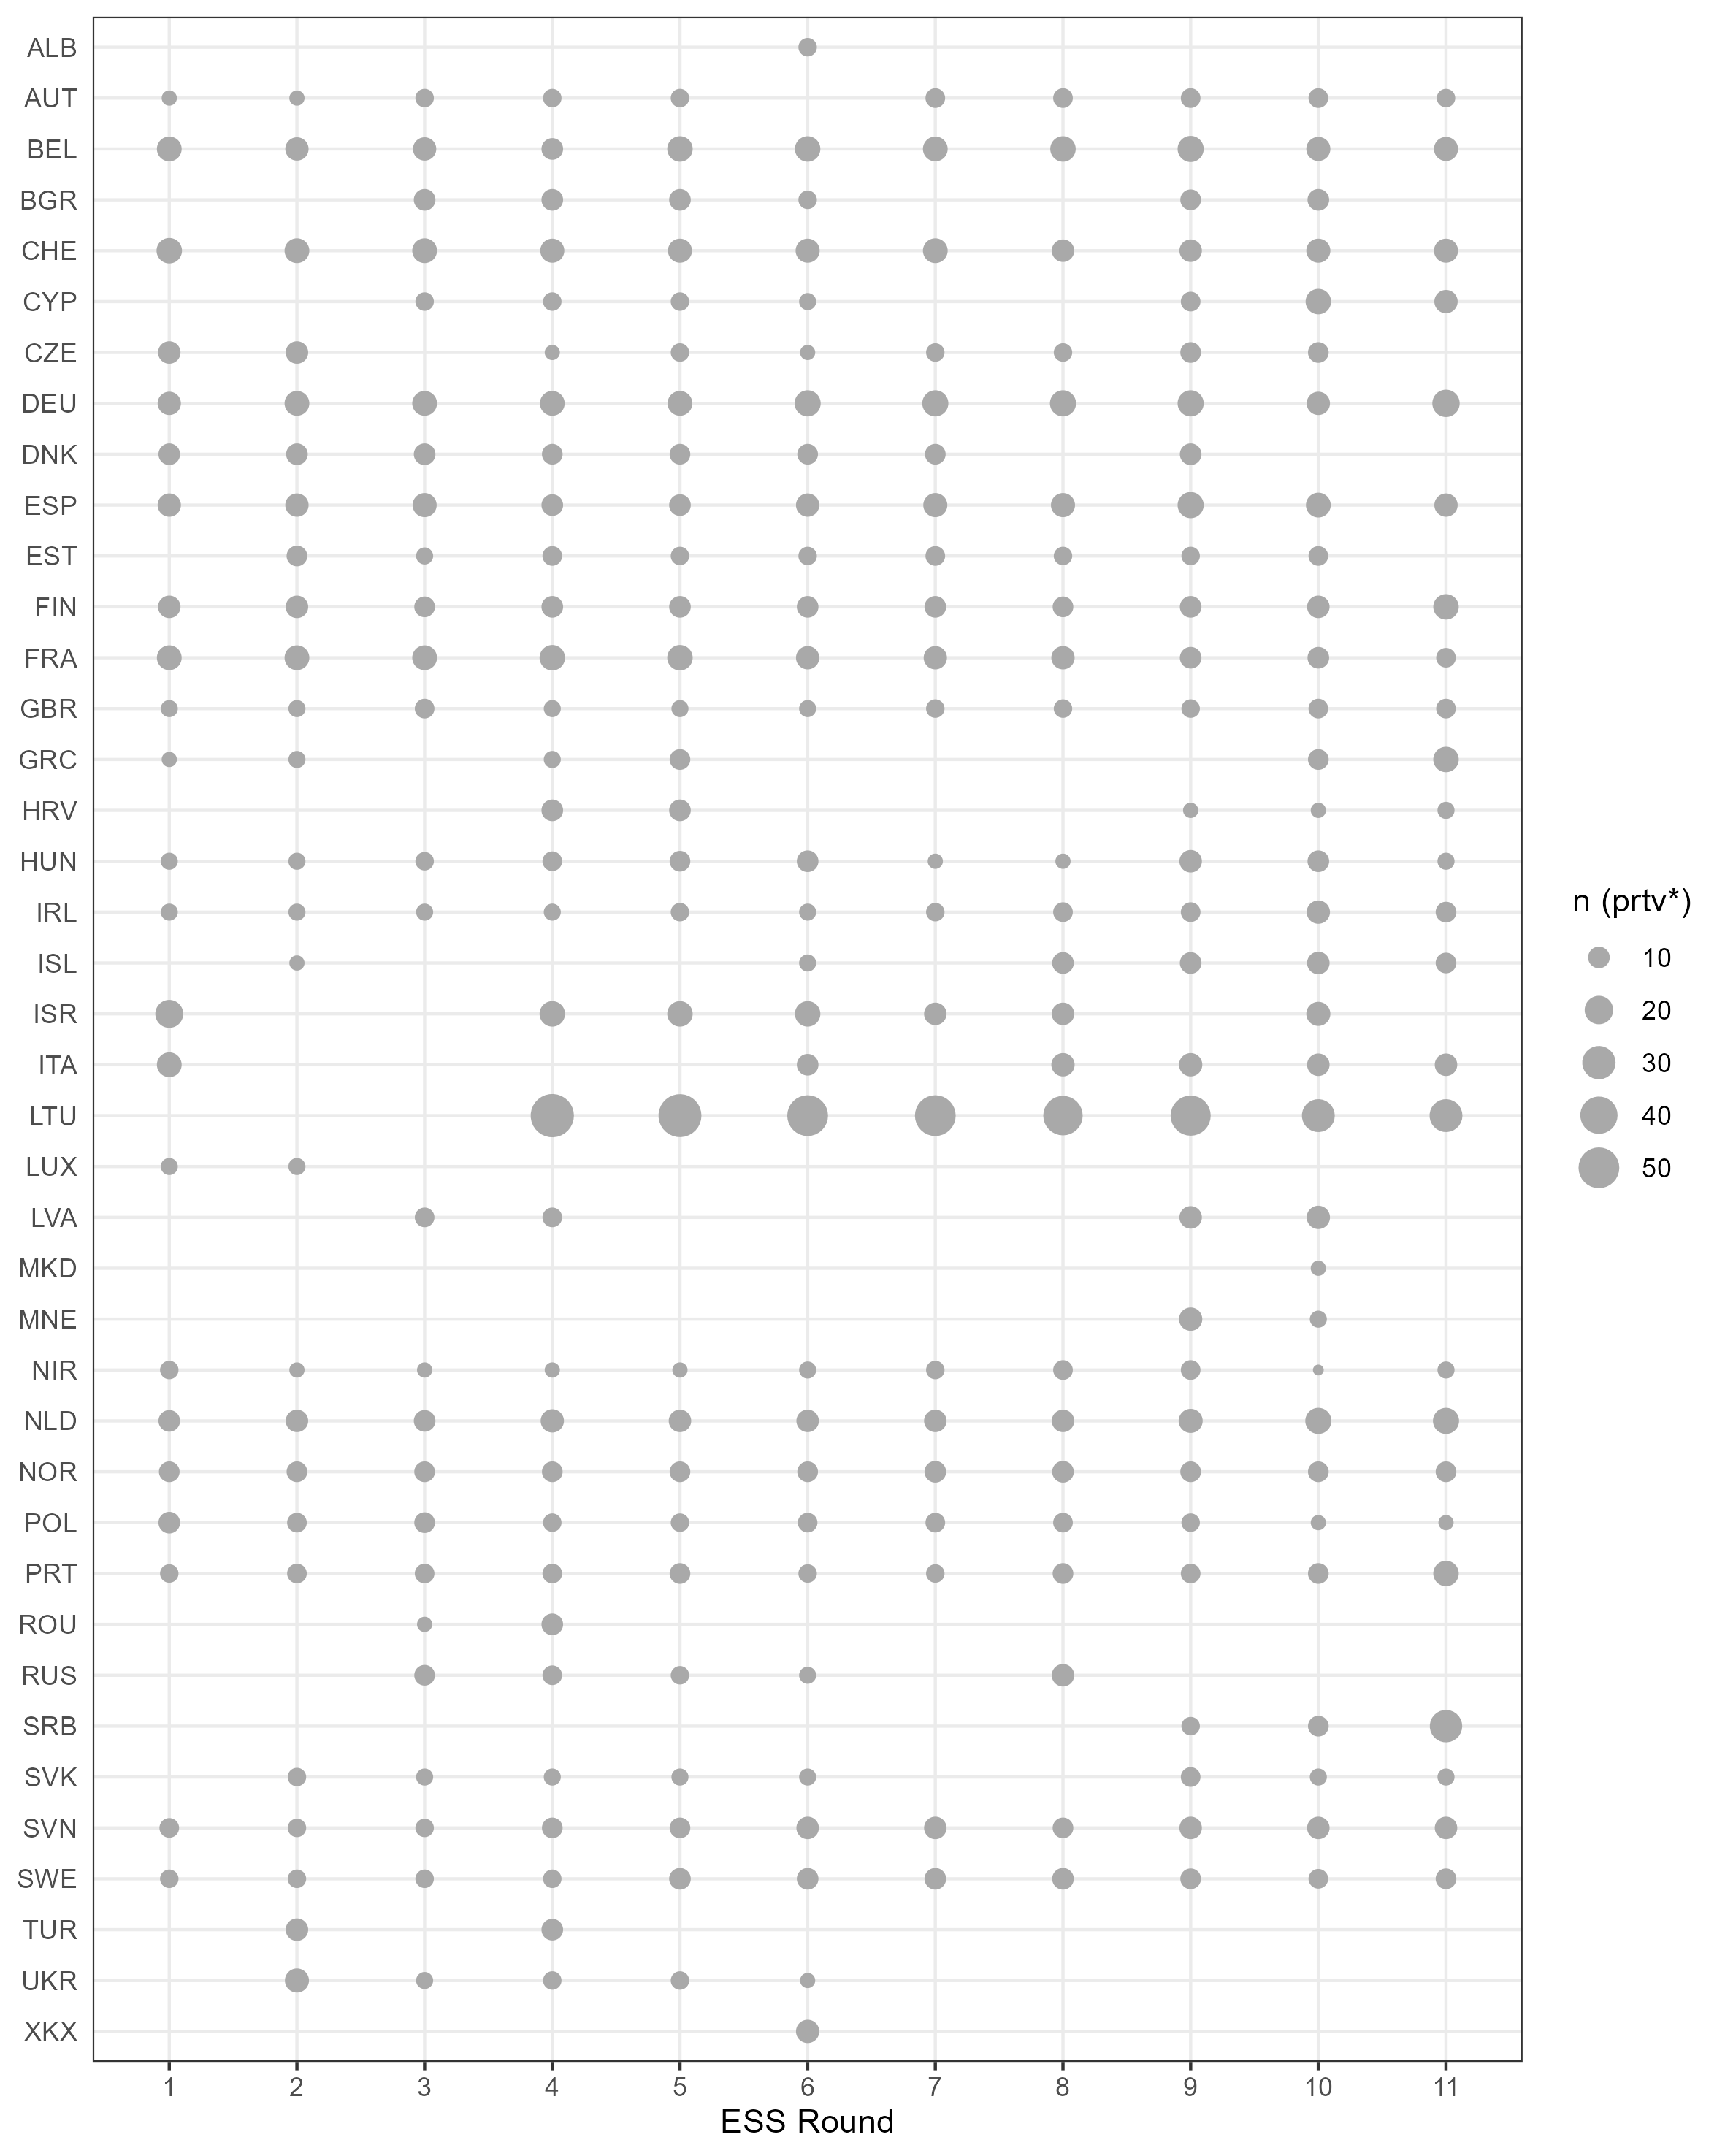 ALB
AUT
BEL
BGR
CHE
CYP
CZE
DEU
DNK
ESP
EST
FIN
FRA
GBR
GRC
HRV
HUN
IRL
ISL
ISR
ITA
LTU
LUX
LVA
MKD
MNE
NIR
NLD
NOR
POL
PRT
ROU
RUS
SRB
SVK
SVN
SWE
TUR
UKR
XKX
1 2 3 4 5 6 7 8 9 10 11
ESS Round
n (prtv*)
10
20
30
40
50